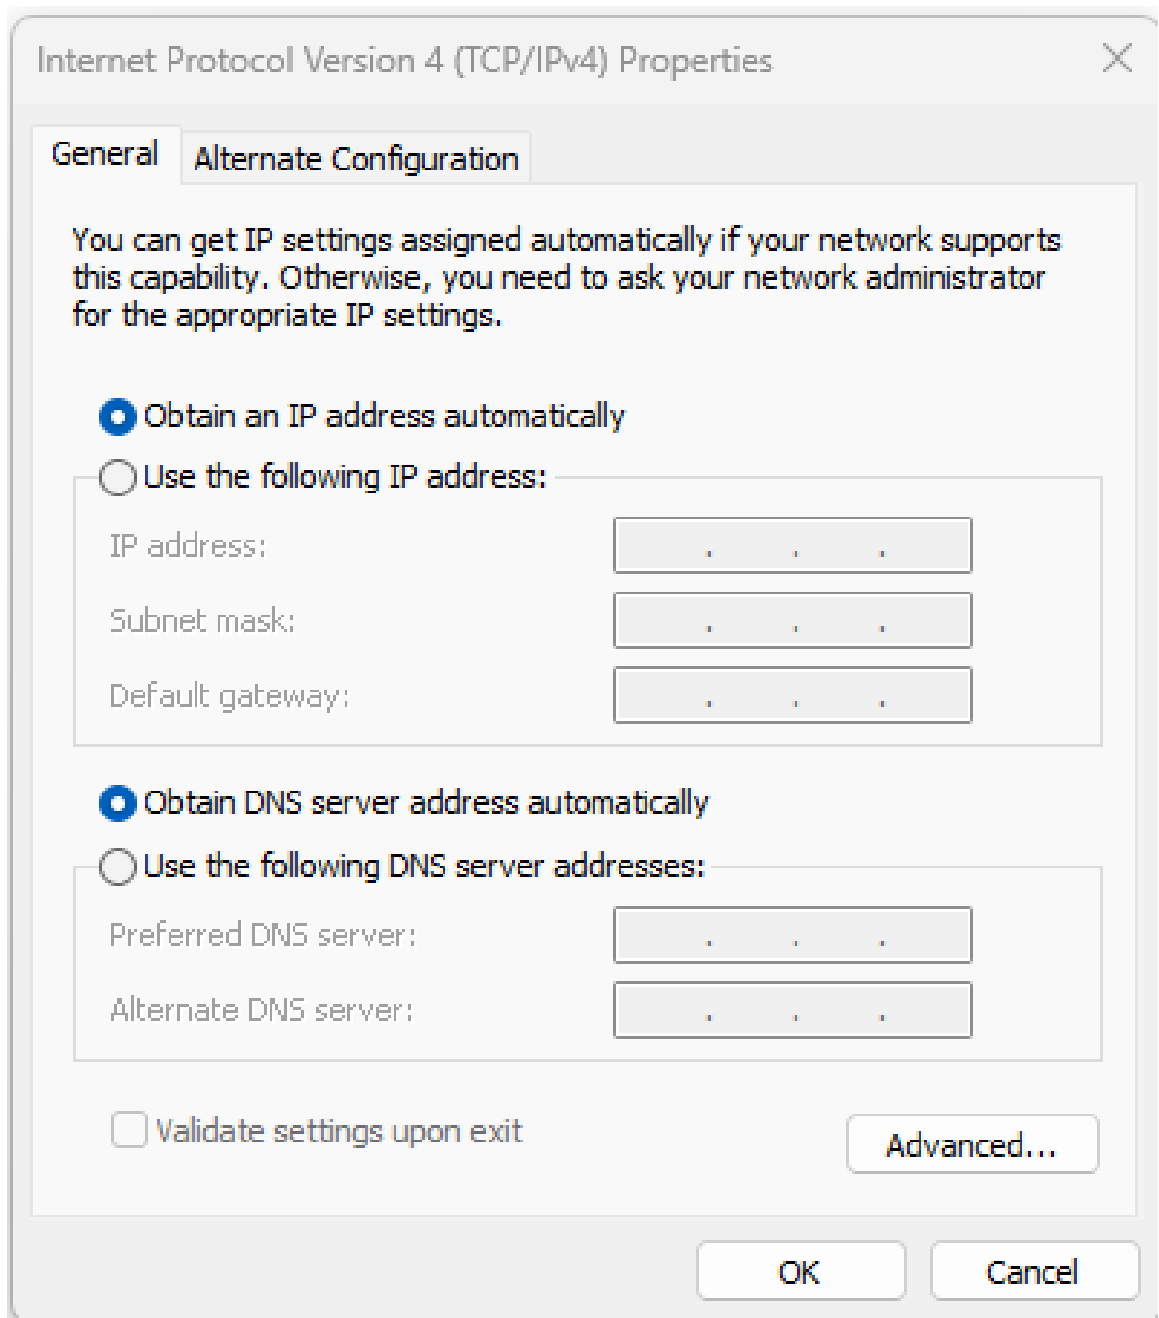 Internet Protocol Version 4 (TCP/IPv4) Properties
General
Alternate Configuration
You can get IP settings assigned automatically if your network supports
this capability. Otherwise, you need to ask your network administrator
for the appropriate IP settings.
Obtain an IP address automatically
Use the following IP address:
IP address:
Subnet mask:
Default gateway:
Obtain DNS server address automatically
Use the following DNS server addresses:
Preferred DNS server:
Alternate DNS server:
Validate settings upon exit
Advanced...
OK
Cancel